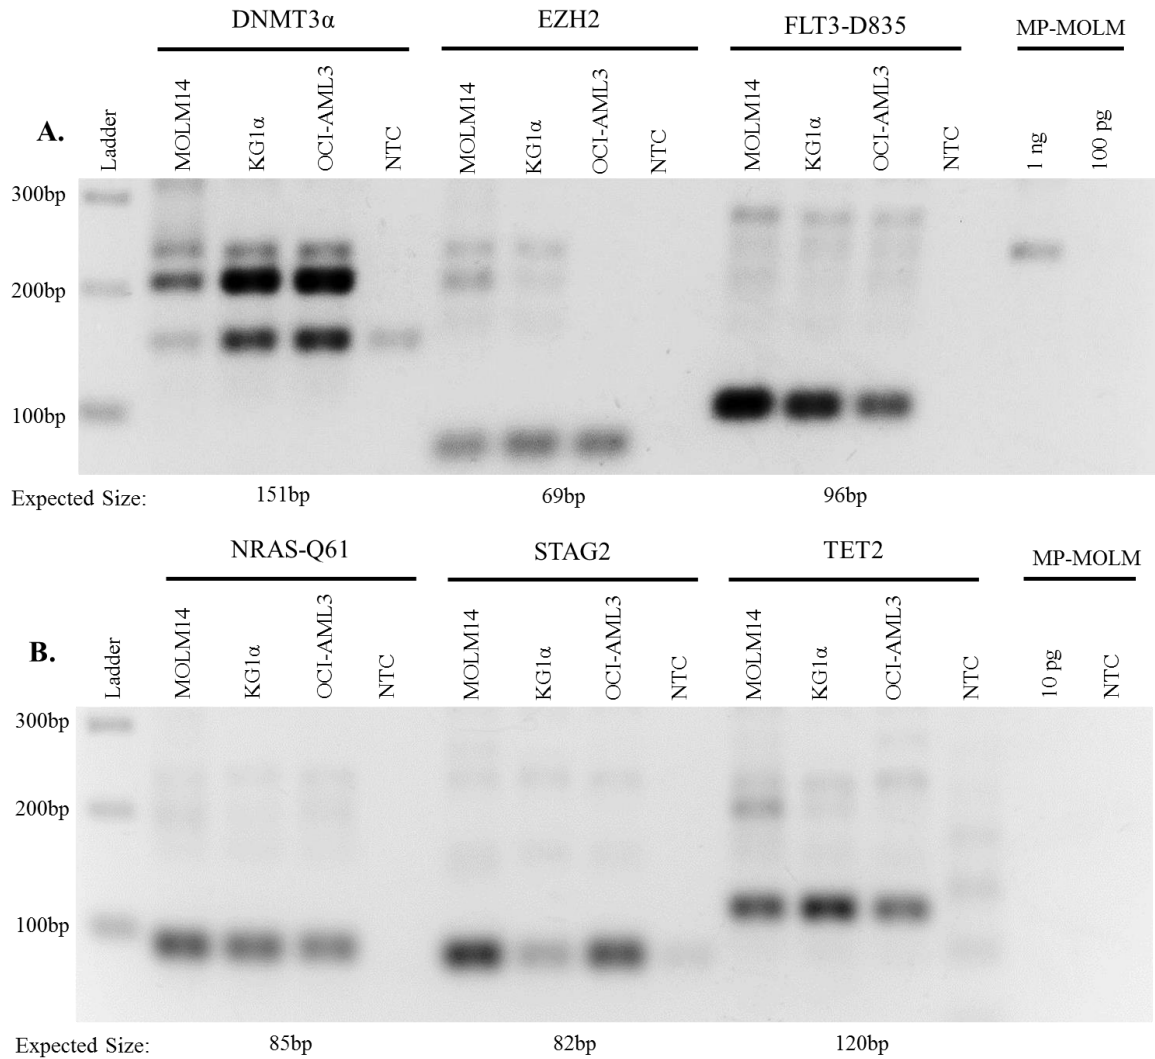 DNMT3α EZH2 FLT3-D835 MP-MOLM
A. Ladder MOLM14 KG1α OCI-AML3 NTC MOLM14 KG1α OCI-AML3 NTC MOLM14 KG1α OCI-AML3 NTC 1 ng 100 pg
300bp
200bp
100bp
Expected Size: 151bp 69bp 96bp
NRAS-Q61 STAG2 TET2 MP-MOLM
B. Ladder MOLM14 KG1α OCI-AML3 NTC MOLM14 KG1α OCI-AML3 NTC MOLM14 KG1α OCI-AML3 NTC 10 pg NTC
300bp
200bp
100bp
Expected Size: 85bp 82bp 120bp